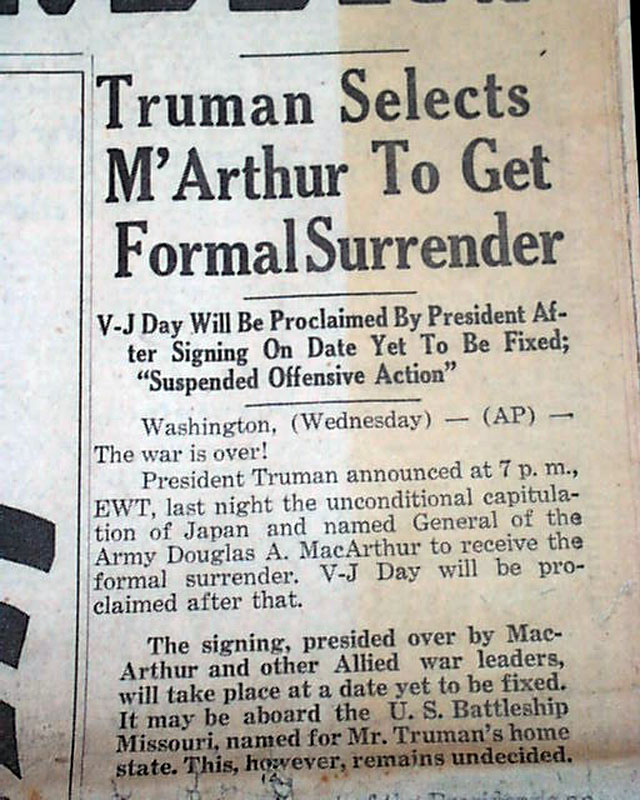 Truman Selects
M'Arthur To Get
Formal Surrender
V-J Day Will Be Proclaimed By President Af-
ter Signing On Date Yet To Be Fixed;
“Suspended Offensive Action”
Washington, (Wednesday) — (AP) —
The war is over!
President Truman announced at 7 p. m.,
EWT, last night the unconditional capitula-
tion of Japan and named General of the
Army Douglas A. MacArthur to receive the
formal surrender. V-J Day will be pro-
claimed after that.
The signing, presided over by Mac-
Arthur and other Allied war leaders,
will take place at a date yet to be fixed.
It may be aboard the U. S. Battleship
Missouri, named for Mr. Truman's home
state. This, however, remains undecided.